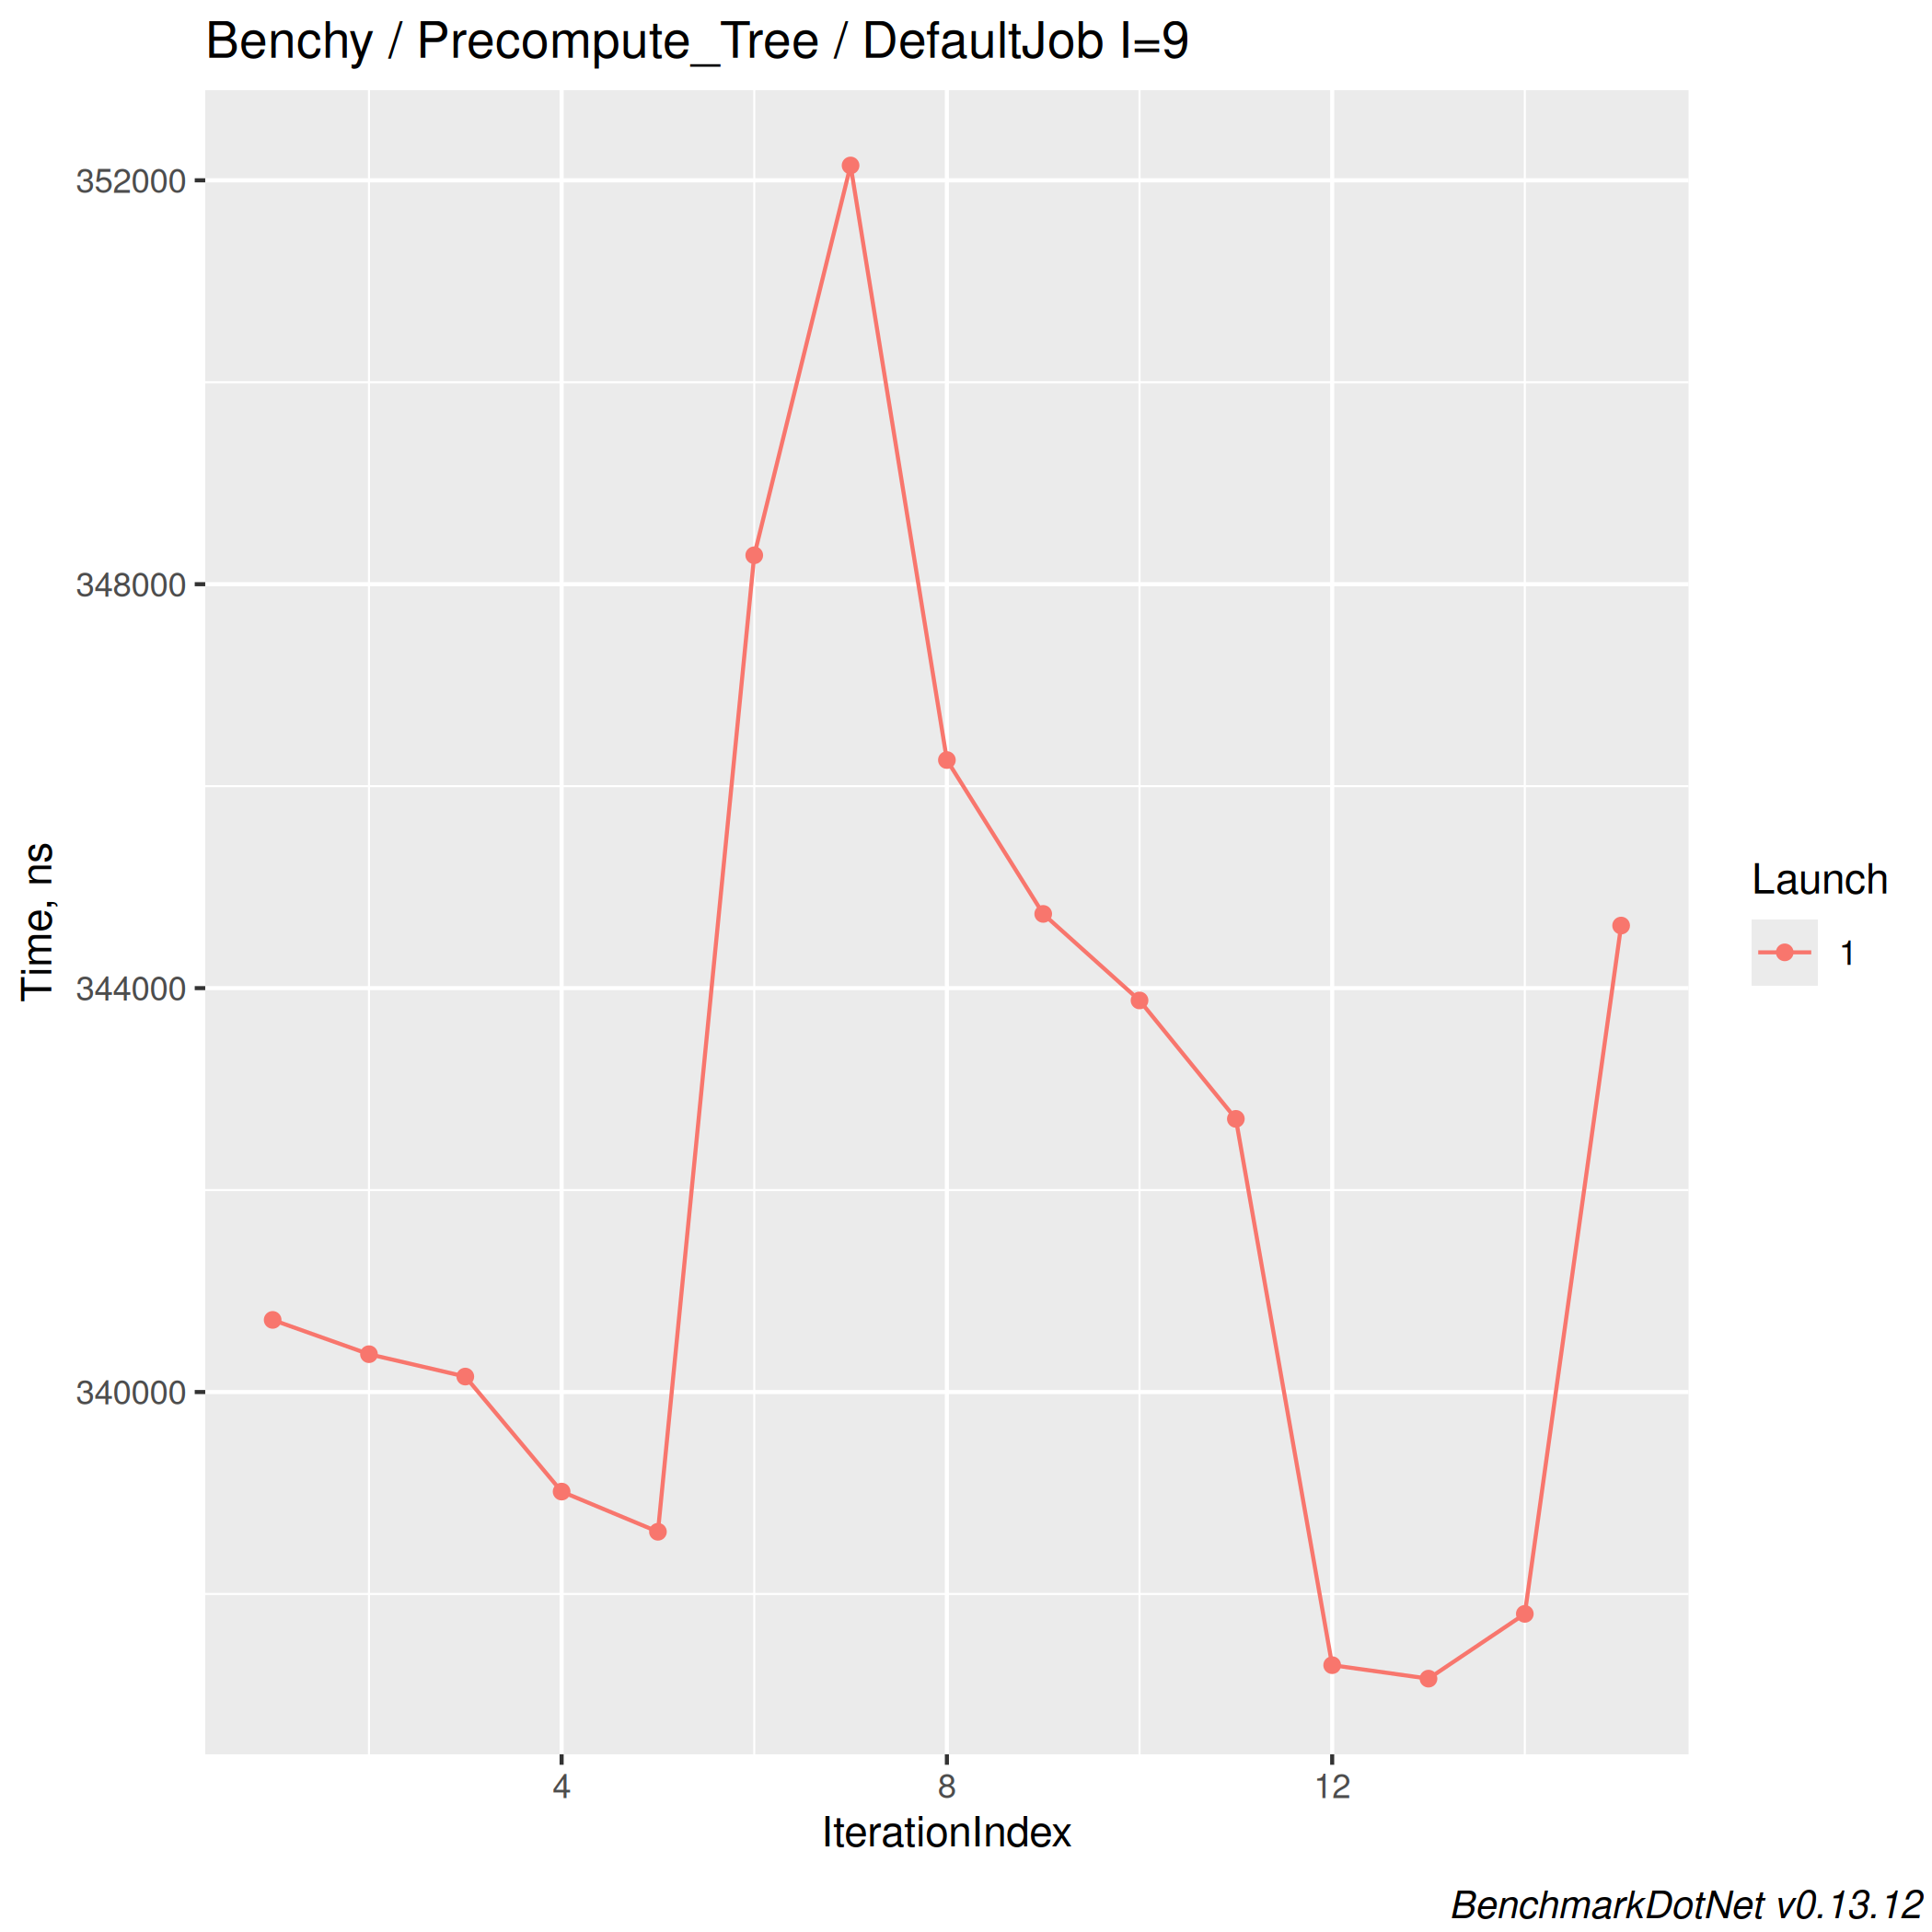 Benchy / Precompute_Tree / DefaultJob I=9
352000
348000
344000
340000
Time, ns
4
8
12
IterationIndex
Launch
1
BenchmarkDotNet v0.13.12